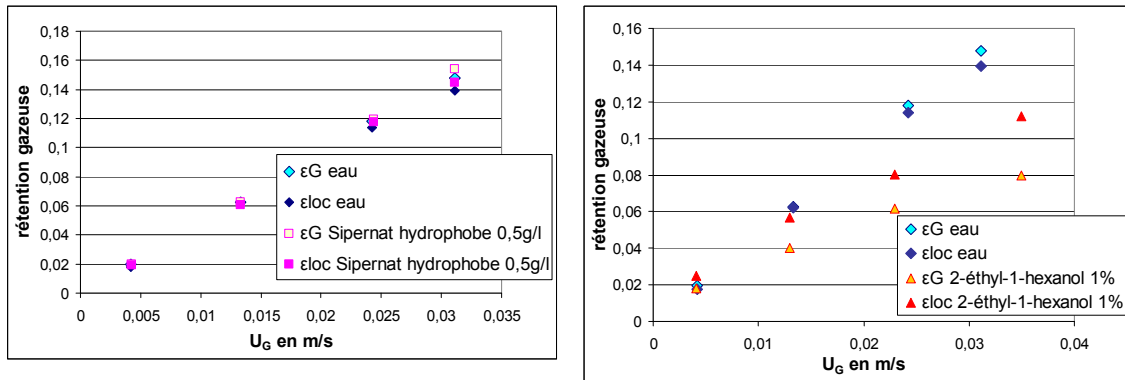 rétention gazeuse
0,18
0,16
0,14
0,12
0,1
0,08
0,06
0,04
0,02
0
0
0,005
0,01
0,015
0,02
0,025
0,03
0,035
UG en m/s
εG eau
εloc eau
εG Sipernat hydrophobe 0,5g/l
εloc Sipernat hydrophobe 0,5g/l
rétention gazeuse
0,16
0,14
0,12
0,1
0,08
0,06
0,04
0,02
0
0
0,01
0,02
0,03
0,04
UG en m/s
εG eau
εloc eau
εG 2-éthyl-1-hexanol 1%
εloc 2-éthyl-1-hexanol 1%